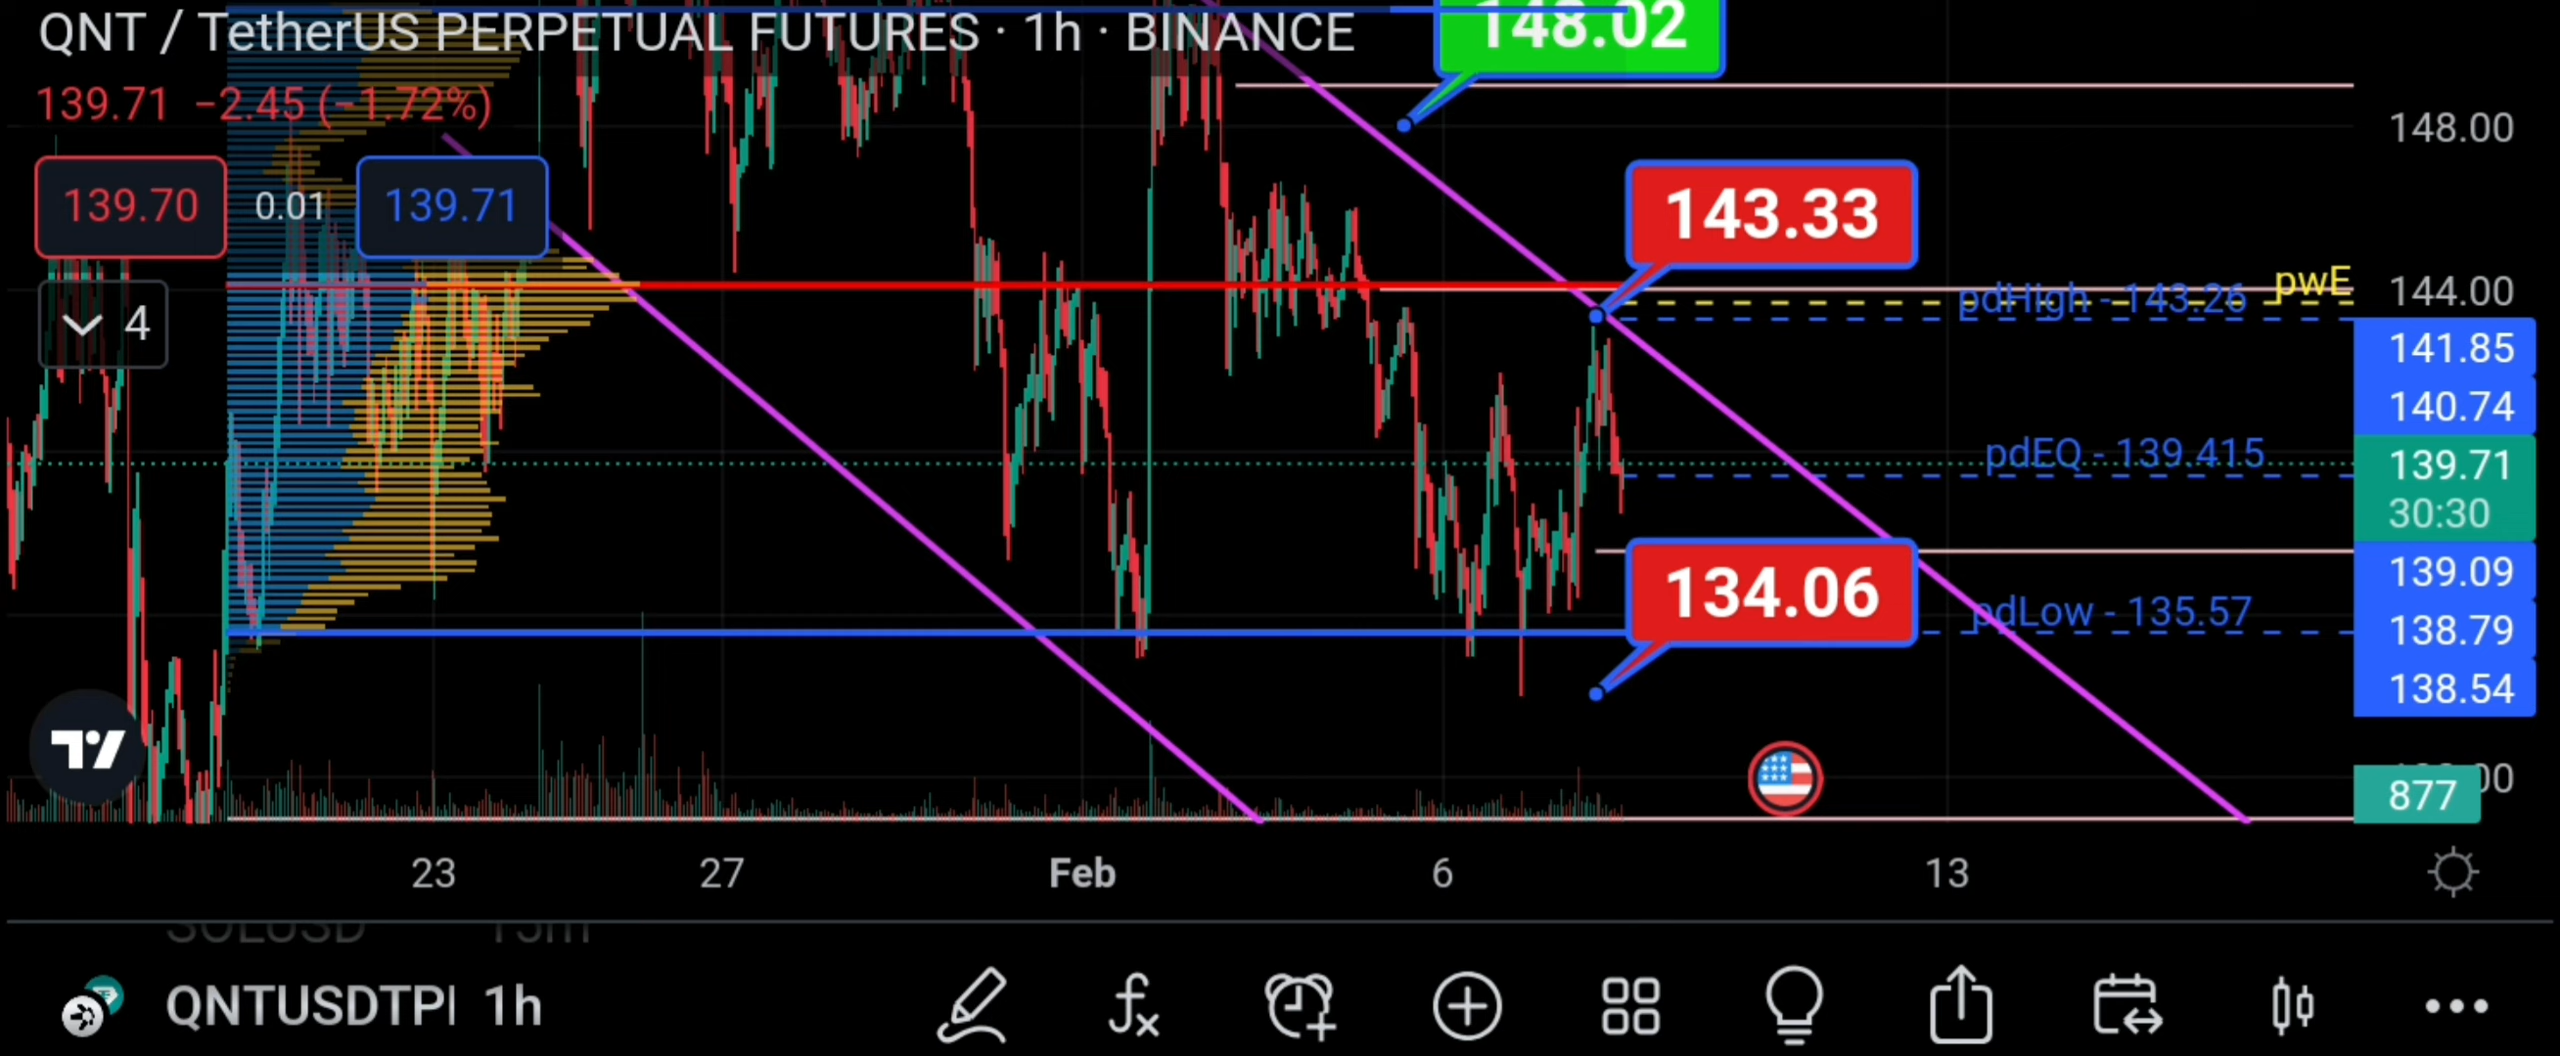 QNT / TetherUS PERPETUAL FUTURES · 1h · BINANCE
148.02
139.71 −2.45 (−1.72%)
148.00
139.70 0.01 139.71
143.33
pwE
pdHigh - 143.26
144.00
4
141.85
140.74
pdEQ - 139.415
139.71
30:30
134.06
139.09
pdLow - 135.57
138.79
138.54
877
23 27 Feb 6 13
SOLUSD 15m
QNTUSDTP 1h